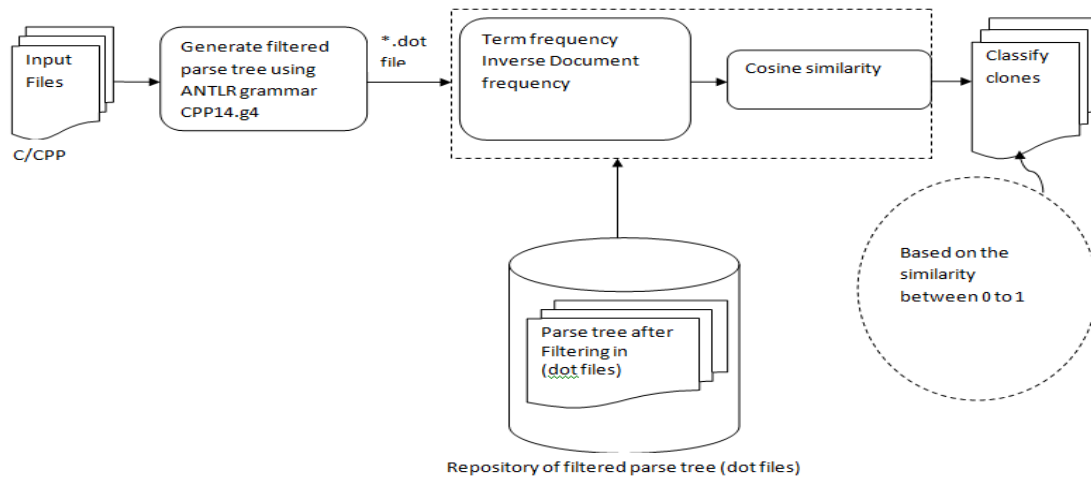 Input
Files
C/CPP
Generate filtered
parse tree using
ANTLR grammar
CPP14.g4
*.dot
file
Term frequency
Inverse Document
frequency
Cosine similarity
Classify
clones
Based on the
similarity
between 0 to 1
Parse tree after
Filtering in
(dot files)
Repository of filtered parse tree (dot files)